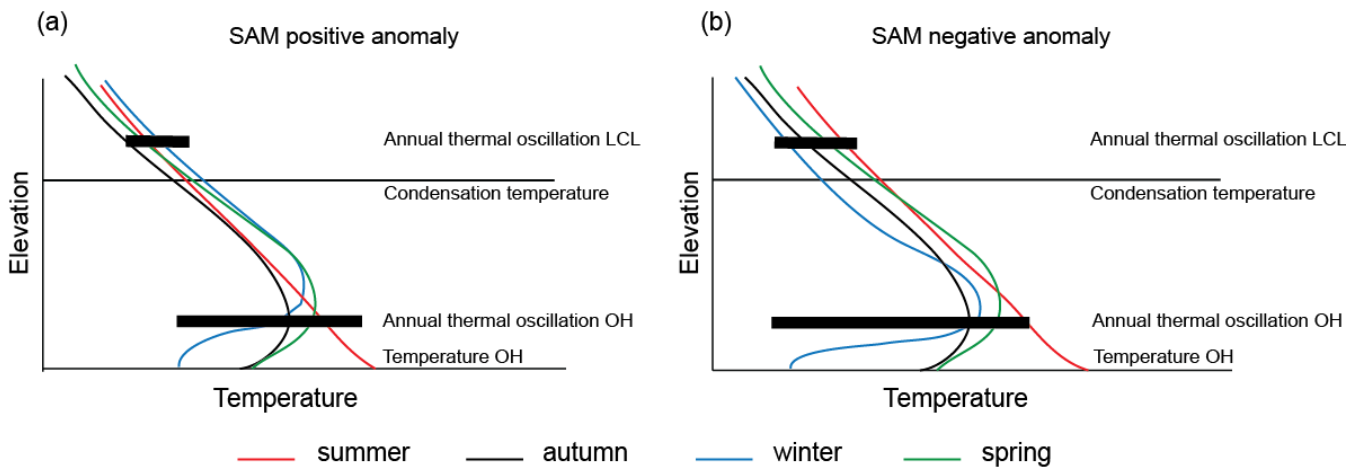 (a)
SAM positive anomaly
Elevation
Annual thermal oscillation LCL
Condensation temperature
Annual thermal oscillation OH
Temperature OH
Temperature
(b)
SAM negative anomaly
Elevation
Annual thermal oscillation LCL
Condensation temperature
Annual thermal oscillation OH
Temperature OH
Temperature
summer autumn winter spring